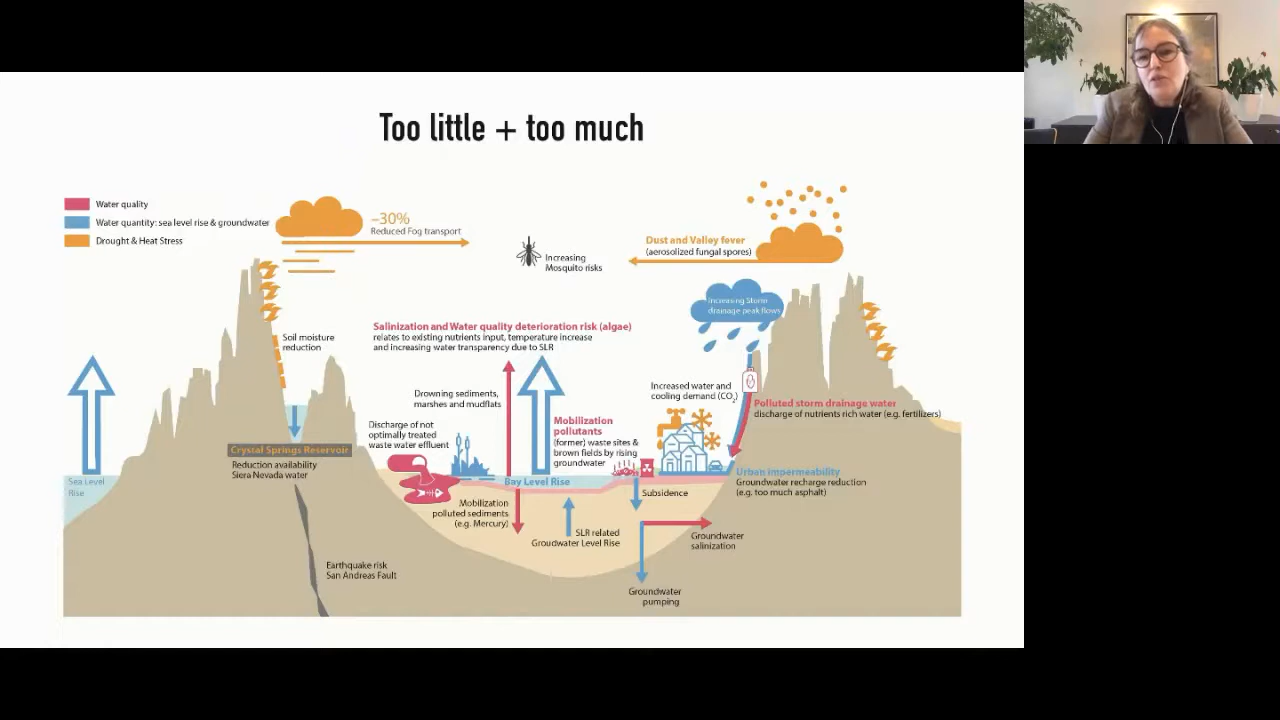 Too little + too much
Water quality
Water quantity: sea level rise & groundwater
Drought & Heat Stress
–30%
Reduced Fog transport
Increasing
Mosquito risks
Dust and Valley fever
(aerosolized fungal spores)
Increasing Storm
drainage peak flows
Soil moisture
reduction
Salinization and Water quality deterioration risk (algae)
relates to existing nutrients input, temperature increase
and increasing water transparency due to SLR
Drowning sediments,
marshes and mudflats
Increased water and
cooling demand (CO2)
Polluted storm drainage water
discharge of nutrients rich water (e.g. fertilizers)
Discharge of not
optimally treated
waste water effluent
Mobilization
pollutants
(former) waste sites &
brown fields by rising
groundwater
Crystal Springs Reservoir
Reduction availability
Siera Nevada water
Sea Level
Rise
Bay Level Rise
Urban impermeability
Groundwater recharge reduction
(e.g. too much asphalt)
Subsidence
Mobilization
polluted sediments
(e.g. Mercury)
SLR related
Groudwater Level Rise
Groundwater
salinization
Earthquake risk
San Andreas Fault
Groundwater
pumping